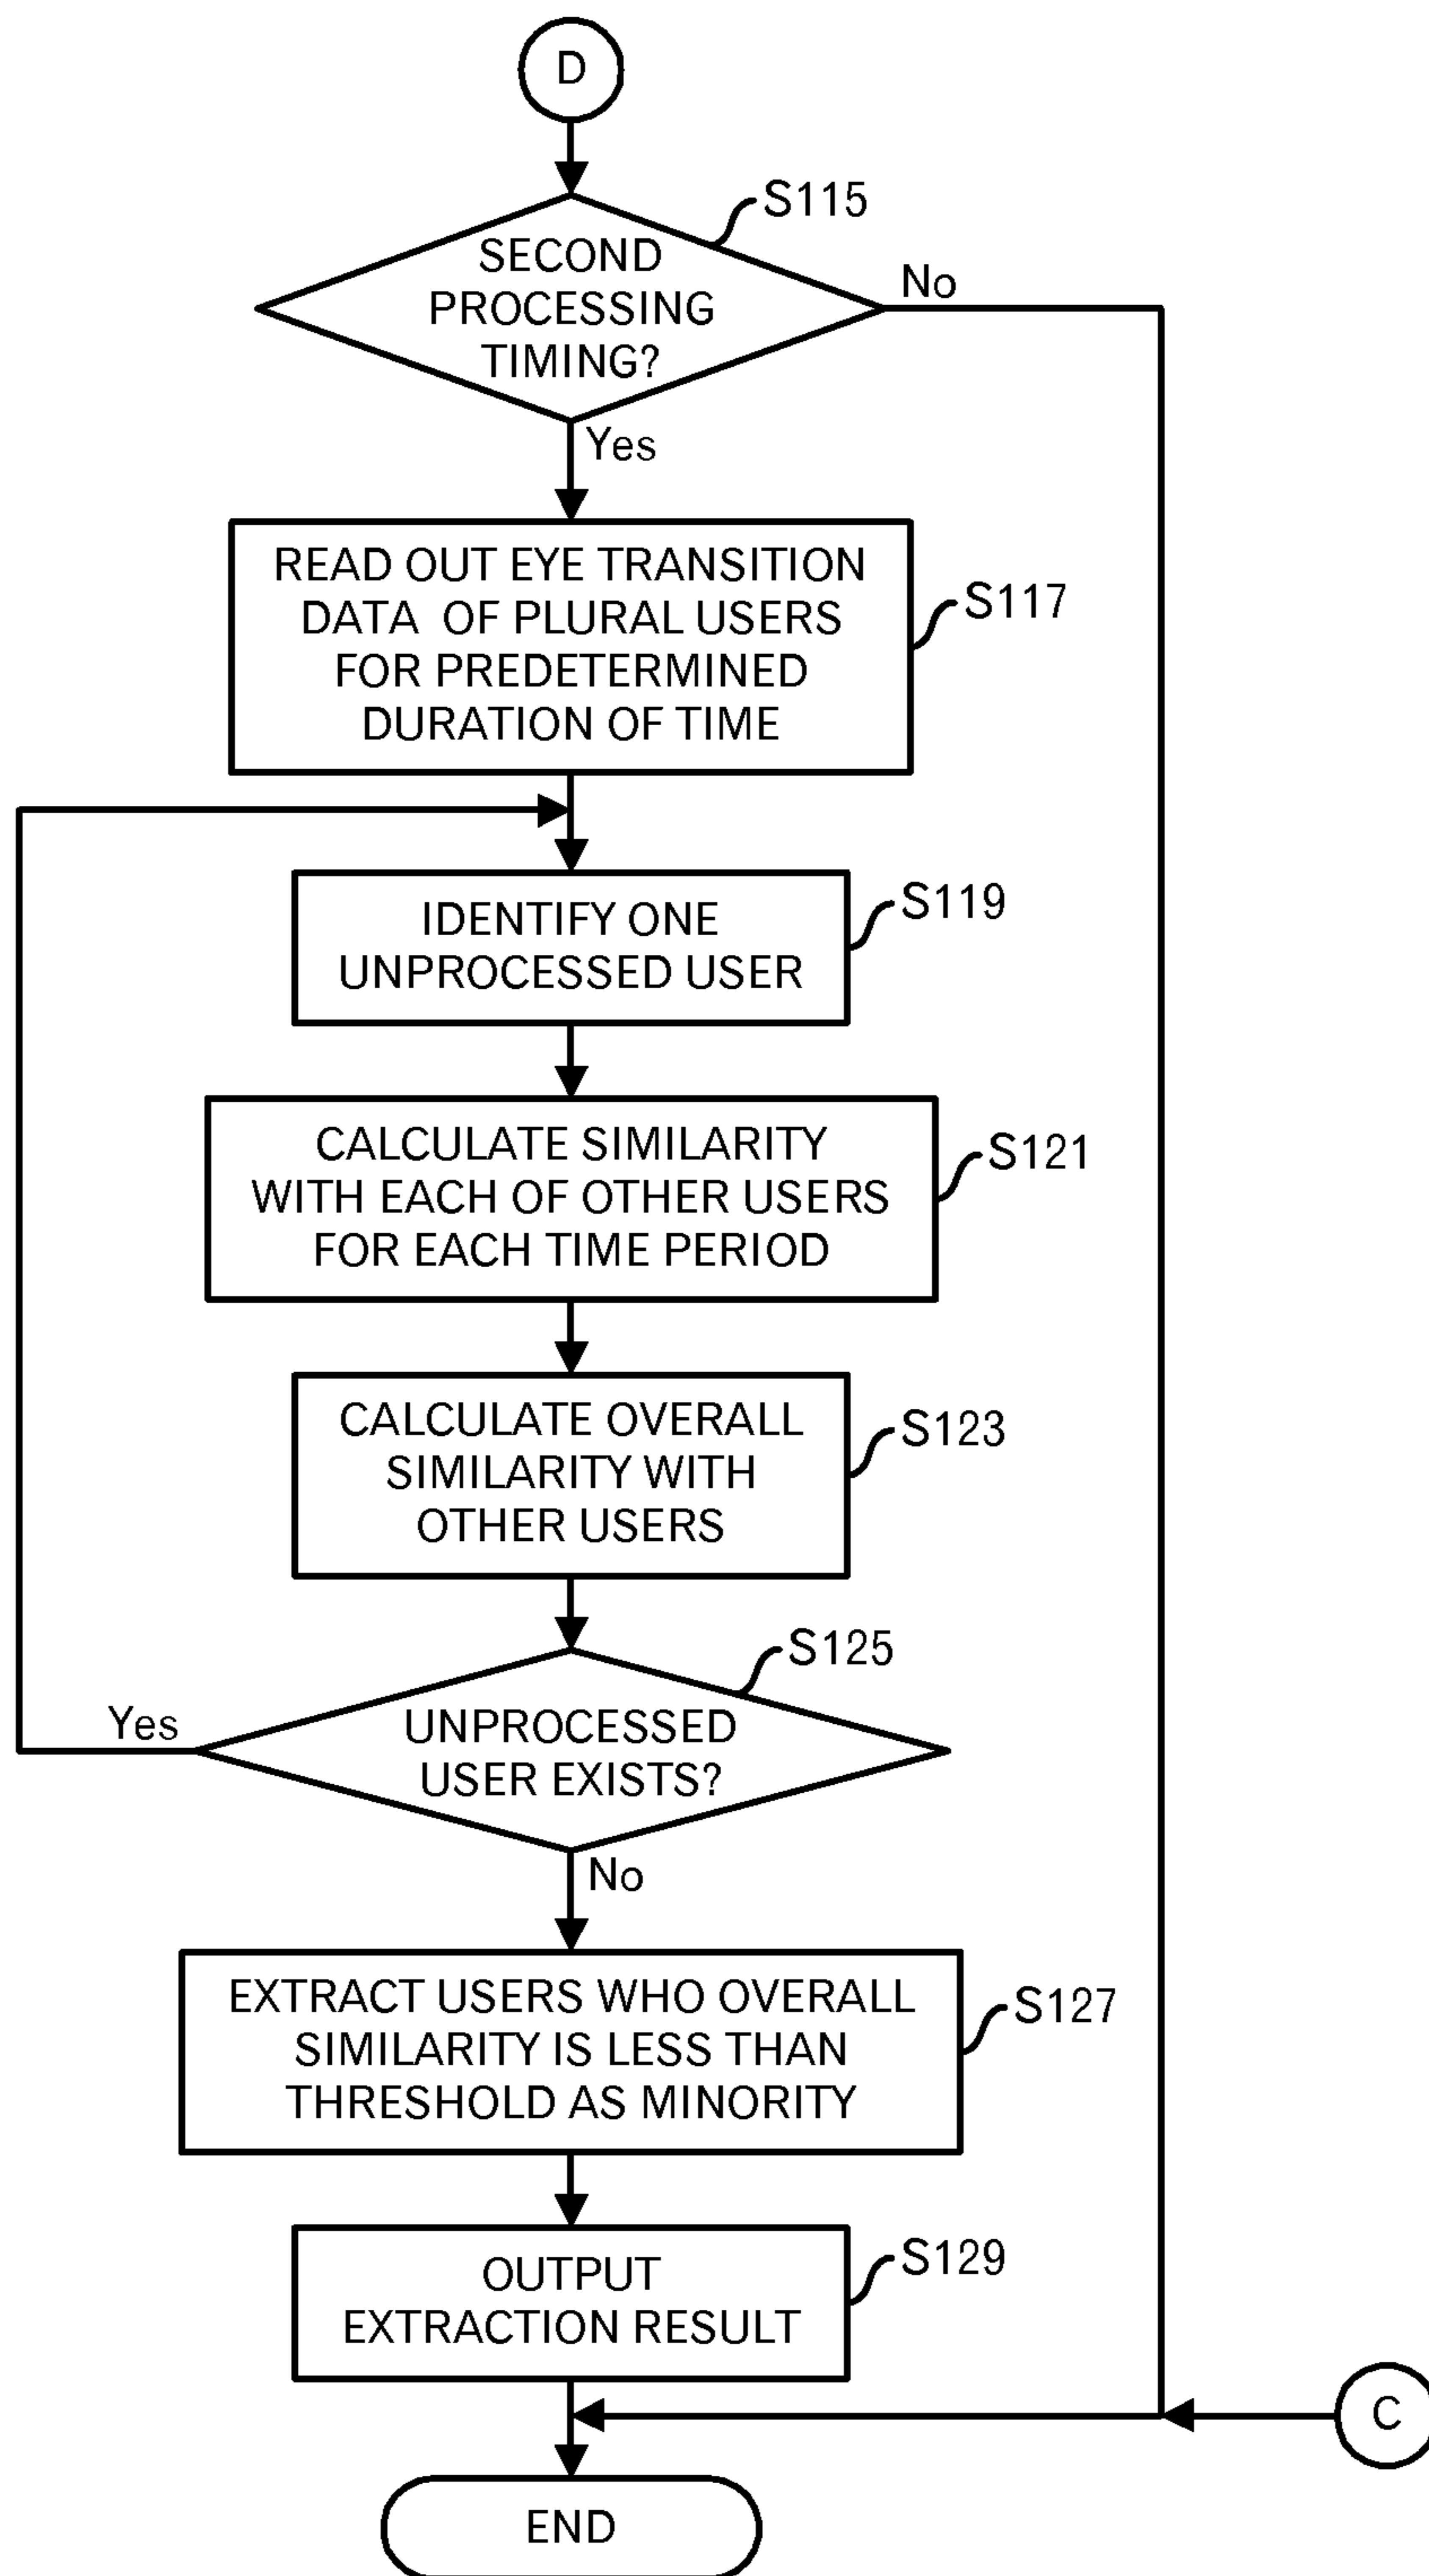 D
S115
SECOND
PROCESSING
TIMING?
No
Yes
READ OUT EYE TRANSITION
DATA OF PLURAL USERS
FOR PREDETERMINED
DURATION OF TIME
S117
IDENTIFY ONE
UNPROCESSED USER
S119
CALCULATE SIMILARITY
WITH EACH OF OTHER USERS
FOR EACH TIME PERIOD
S121
CALCULATE OVERALL
SIMILARITY WITH
OTHER USERS
S123
S125
Yes
UNPROCESSED
USER EXISTS?
No
EXTRACT USERS WHO OVERALL
SIMILARITY IS LESS THAN
THRESHOLD AS MINORITY
S127
OUTPUT
EXTRACTION RESULT
S129
C
END